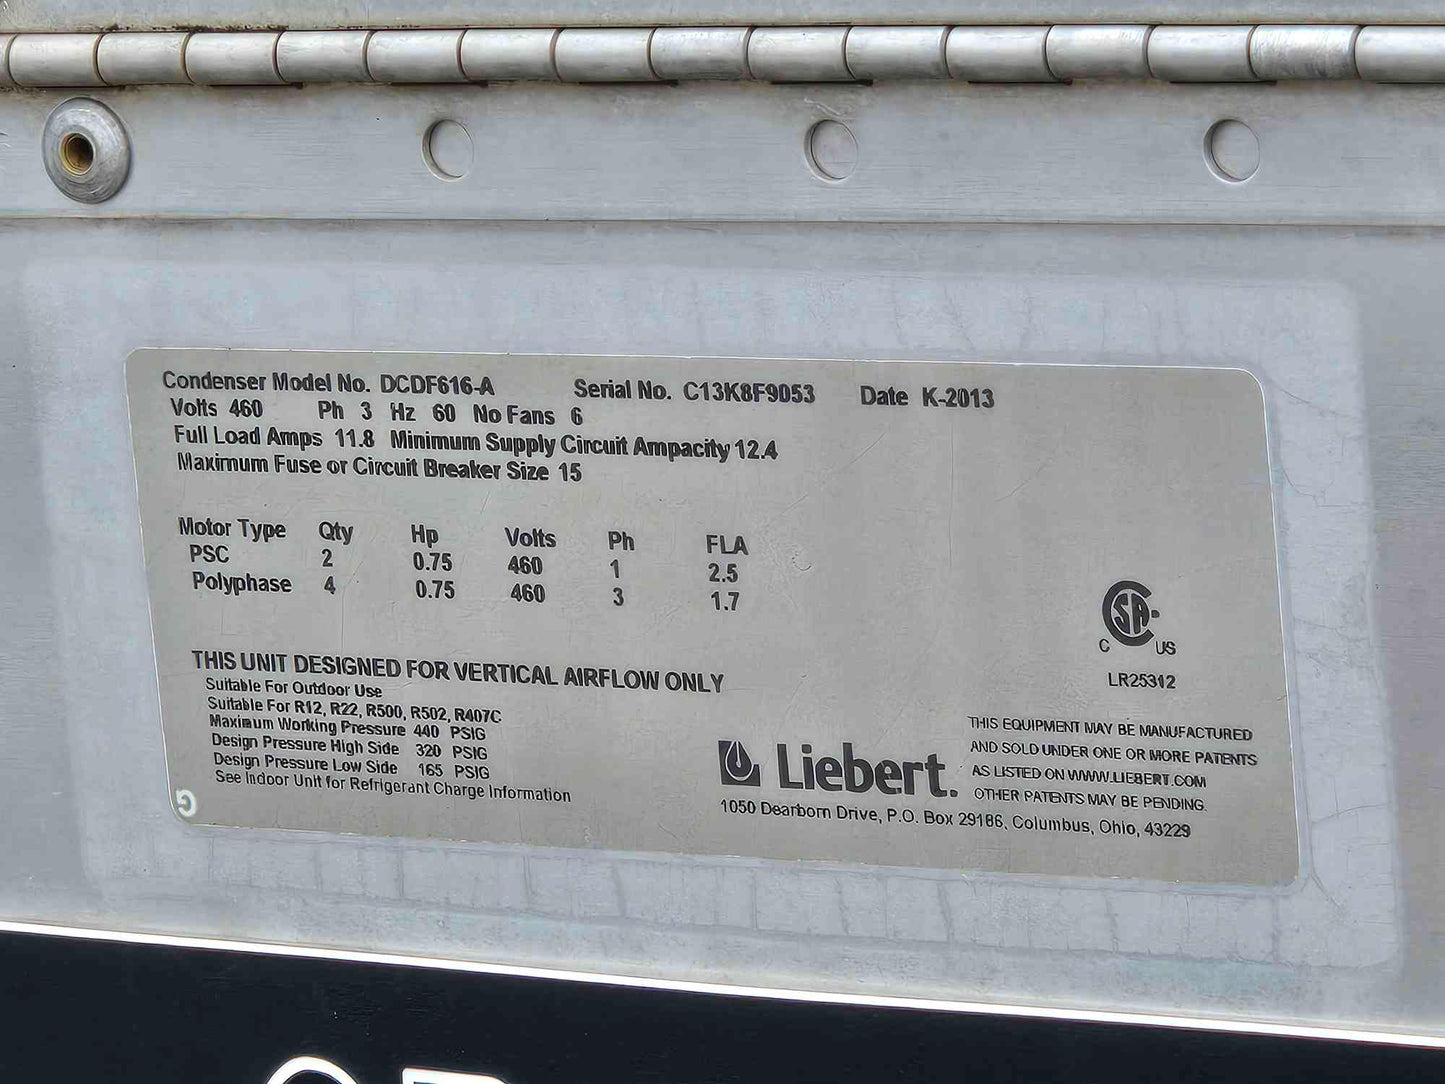 Condenser Model No. DCDF616-A Serial No. C13K8F9053 Date K-2013
Volts 460 Ph 3 Hz 60 No Fans 6
Full Load Amps 11.8 Minimum Supply Circuit Ampacity 12.4
Maximum Fuse or Circuit Breaker Size 15
Motor Type Qty Hp Volts Ph FLA
PSC 2 0.75 460 1 2.5
Polyphase 4 0.75 460 3 1.7
THIS UNIT DESIGNED FOR VERTICAL AIRFLOW ONLY
Suitable For Outdoor Use
Suitable For R12, R22, R500, R502, R407C
Maximum Working Pressure 440 PSIG
Design Pressure High Side 320 PSIG
Design Pressure Low Side 165 PSIG
See Indoor Unit for Refrigerant Charge Information
G
C SA US
LR25312
Liebert.
1050 Dearborn Drive, P.O. Box 29186, Columbus, Ohio, 43229
THIS EQUIPMENT MAY BE MANUFACTURED
AND SOLD UNDER ONE OR MORE PATENTS
AS LISTED ON WWW.LIEBERT.COM
OTHER PATENTS MAY BE PENDING.